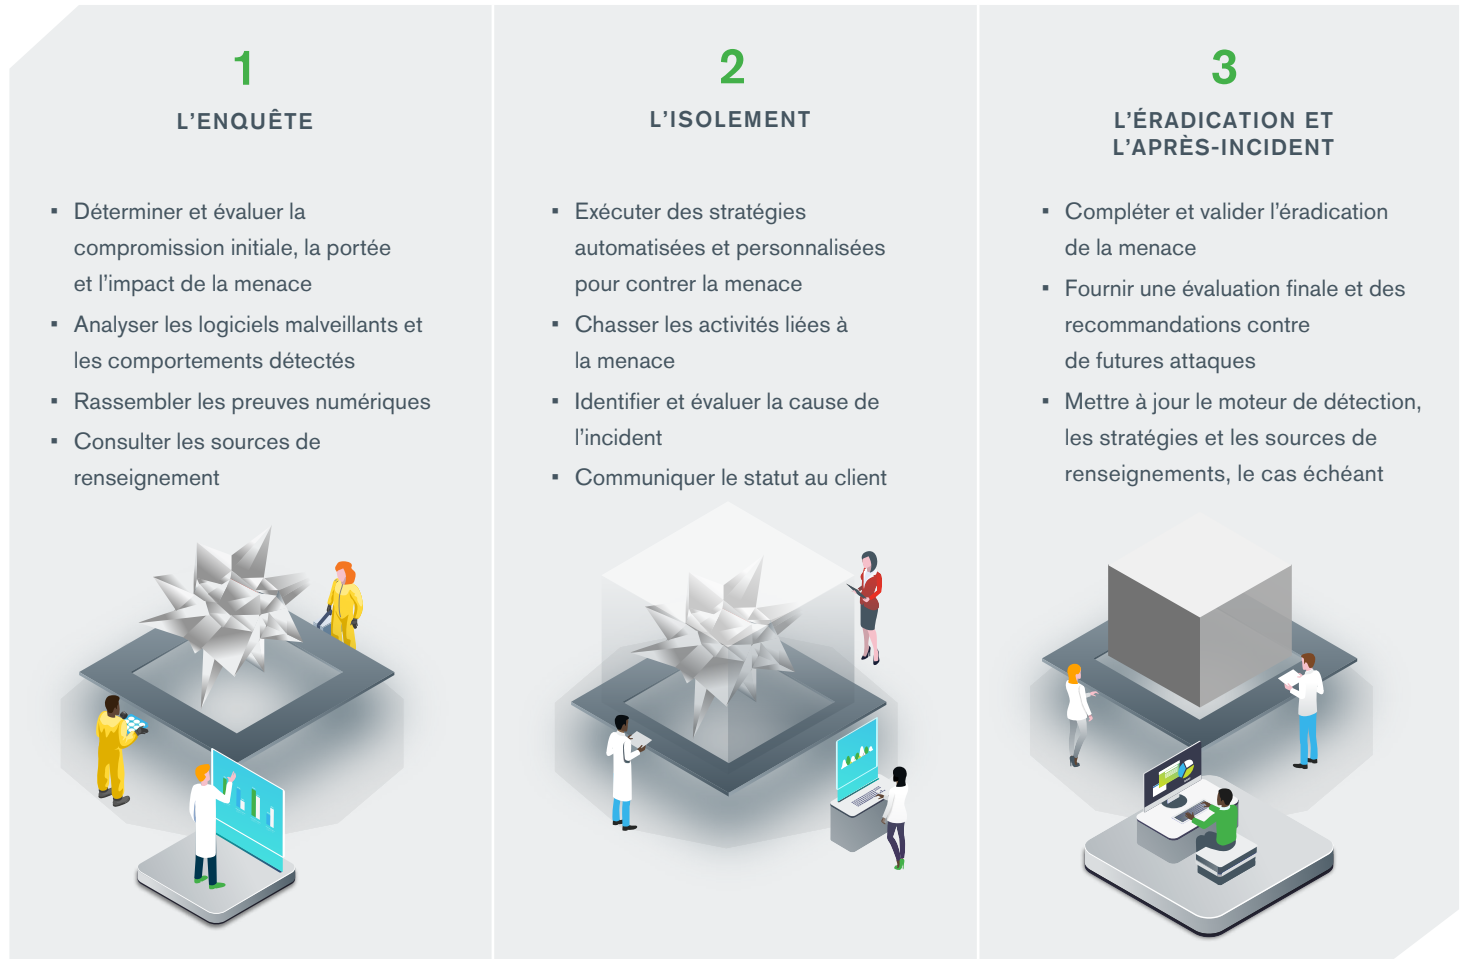 1
L’ENQUÊTE
▪ Déterminer et évaluer la
compromission initiale, la portée
et l’impact de la menace
▪ Analyser les logiciels malveillants et
les comportements détectés
▪ Rassembler les preuves numériques
▪ Consulter les sources de
renseignement
2
L’ISOLEMENT
▪ Exécuter des stratégies
automatisées et personnalisées
pour contrer la menace
▪ Chasser les activités liées à
la menace
▪ Identifier et évaluer la cause de
l’incident
▪ Communiquer le statut au client
3
L’ÉRADICATION ET
L’APRÈS-INCIDENT
▪ Compléter et valider l’éradication
de la menace
▪ Fournir une évaluation finale et des
recommandations contre
de futures attaques
▪ Mettre à jour le moteur de détection,
les stratégies et les sources de
renseignements, le cas échéant